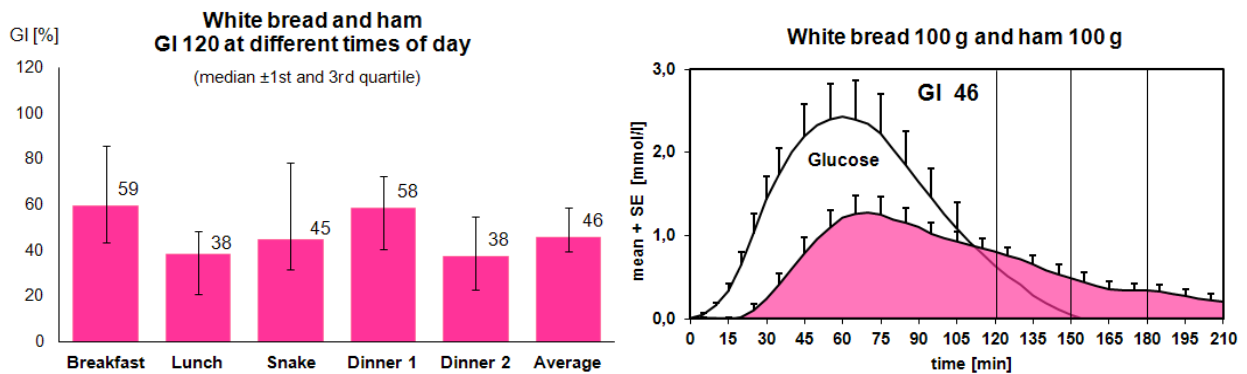 White bread and ham
GI 120 at different times of day
(median ±1st and 3rd quartile)
GI [%]
120
100
80
60
40
20
0
59
38
45
58
38
46
Breakfast Lunch Snake Dinner 1 Dinner 2 Average
White bread 100 g and ham 100 g
GI 46
Glucose
mean + SE [mmol/l]
3,0
2,0
1,0
0,0
0 15 30 45 60 75 90 105 120 135 150 165 180 195 210
time [min]